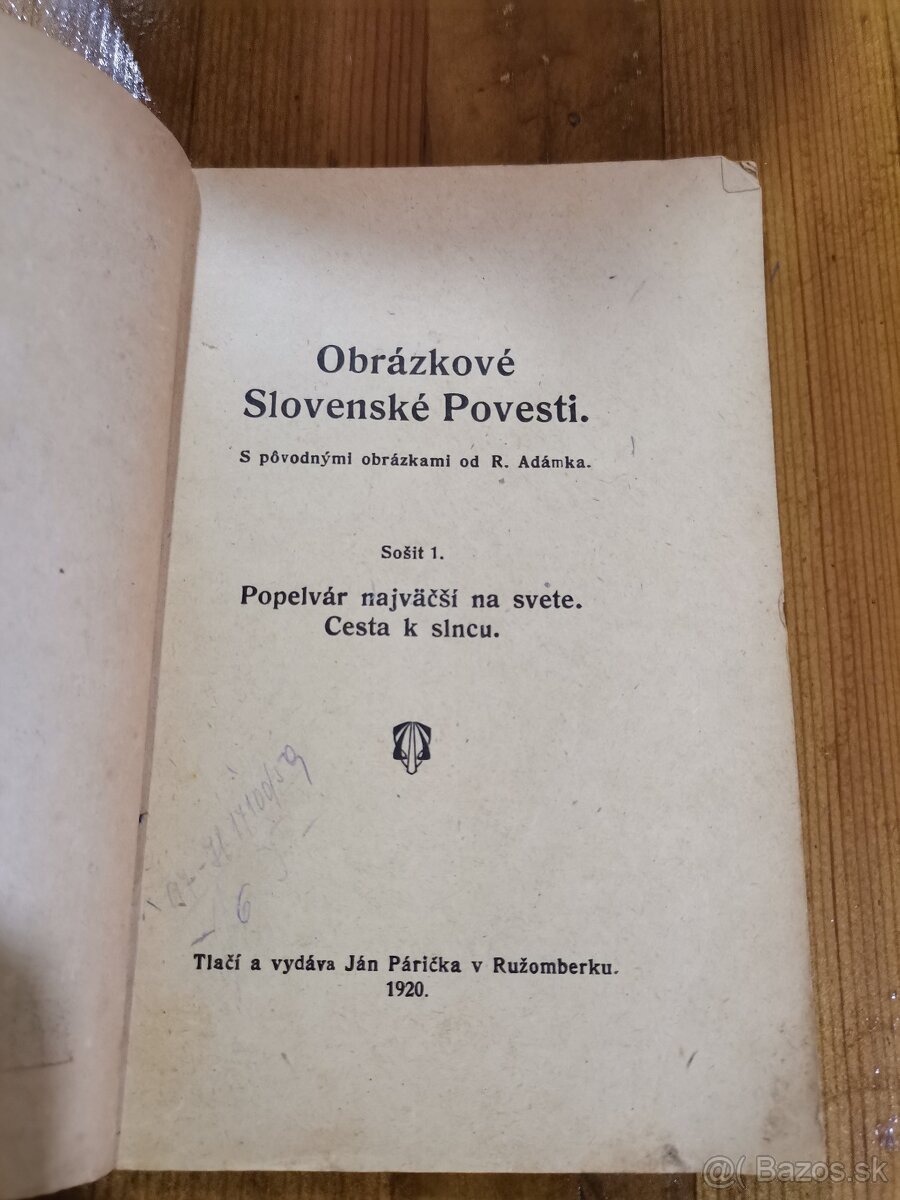 Obrázkové
Slovenské Povesti.
S pôvodnými obrázkami od R. Adámka.
Sošit 1.
Popelvár najväčší na svete.
Cesta k slncu.
6
Tlačí a vydáva Ján Párička v Ružomberku.
1920.
@( Bazos.sk